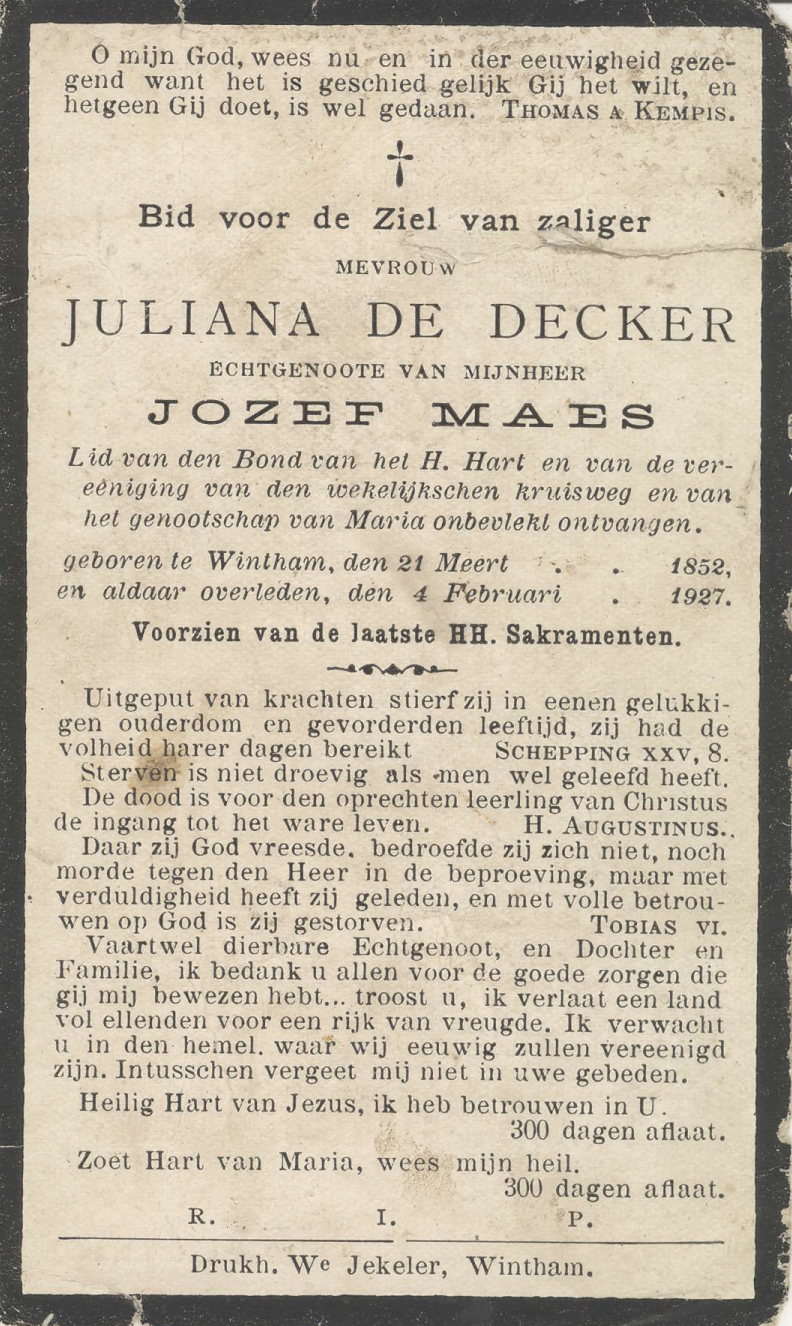 O mijn God, wees nu en in der eeuwigheid geze-
gend want het is geschied gelijk Gij het wilt, en
hetgeen Gij doet, is wel gedaan. THOMAS A KEMPIS.
Bid voor de Ziel van zaliger
MEVROUW
JULIANA DE DECKER
ECHTGENOOTE VAN MIJNHEER
JOZEF MAES
Lid van den Bond van het H. Hart en van de ver-
eëniging van den wekelijkschen kruisweg en van
het genootschap van Maria onbevlekt ontvangen.
geboren te Wintham, den 21 Meert . . 1852,
en aldaar overleden, den 4 Februari . 1927.
Voorzien van de laatste HH. Sakramenten.
Uitgeput van krachten stierf zij in eenen gelukki-
gen ouderdom en gevorderden leeftijd, zij had de
volheid harer dagen bereikt SCHEPPING XXV, 8.
Sterven is niet droevig als men wel geleefd heeft.
De dood is voor den oprechten leerling van Christus
de ingang tot het ware leven. H. AUGUSTINUS..
Daar zij God vreesde, bedroefde zij zich niet, noch
morde tegen den Heer in de beproeving, maar met
verduldigheid heeft zij geleden, en met volle betrou-
wen op God is zij gestorven. TOBIAS VI.
Vaartwel dierbare Echtgenoot, en Dochter en
Familie, ik bedank u allen voor de goede zorgen die
gij mij bewezen hebt... troost u, ik verlaat een land
vol ellenden voor een rijk van vreugde. Ik verwacht
u in den hemel. waar wij eeuwig zullen vereenigd
zijn. Intusschen vergeet mij niet in uwe gebeden.
Heilig Hart van Jezus, ik heb betrouwen in U.
300 dagen aflaat.
Zoet Hart van Maria, wees mijn heil.
300 dagen aflaat.
R. I. P.
Drukh. We Jekeler, Wintham.